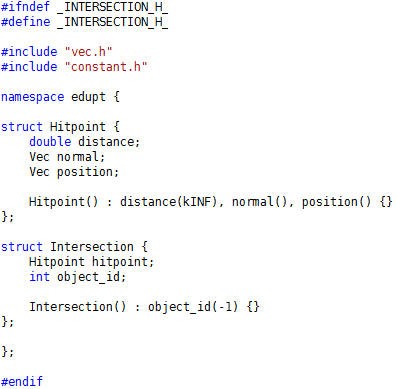 #ifndef _INTERSECTION_H_
#define _INTERSECTION_H_

#include "vec.h"
#include "constant.h"

namespace edupt {

struct Hitpoint {
    double distance;
    Vec normal;
    Vec position;

    Hitpoint() : distance(kINF), normal(), position() {}
};

struct Intersection {
    Hitpoint hitpoint;
    int object_id;

    Intersection() : object_id(-1) {}
};

};

#endif